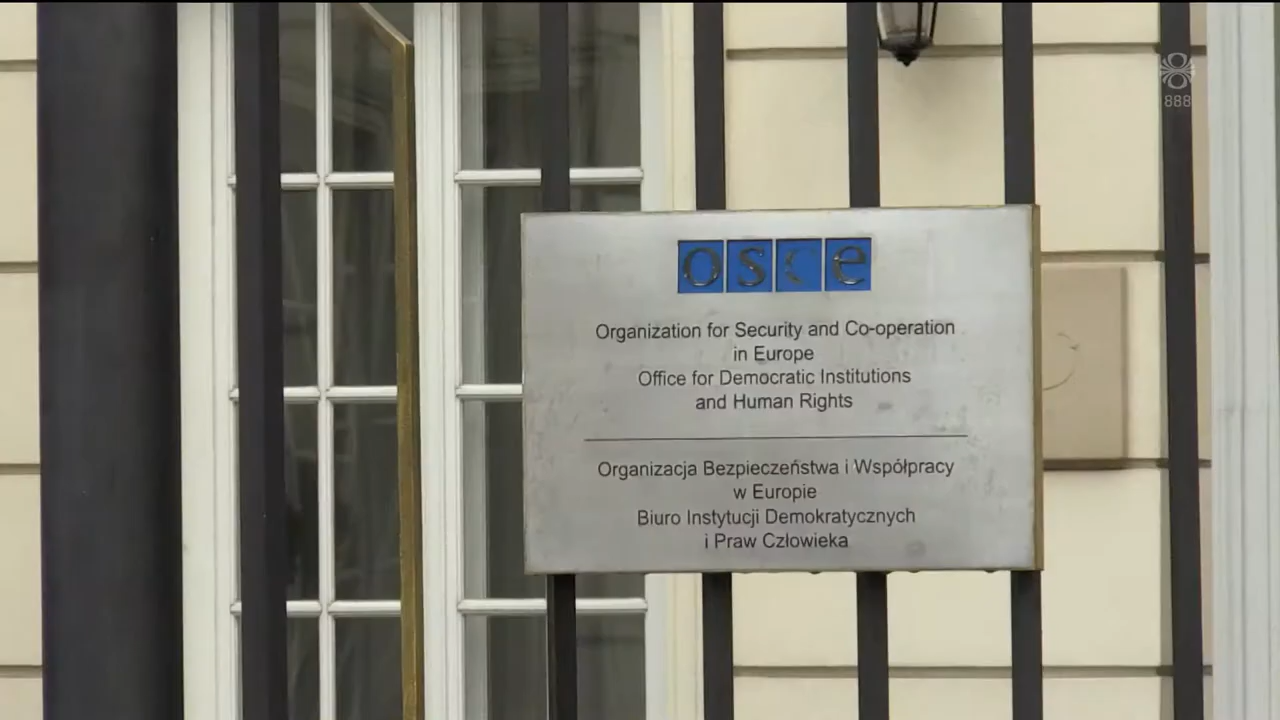 888
osce
Organization for Security and Co-operation
in Europe
Office for Democratic Institutions
and Human Rights
Organizacja Bezpieczeństwa i Współpracy
w Europie
Biuro Instytucji Demokratycznych
i Praw Człowieka